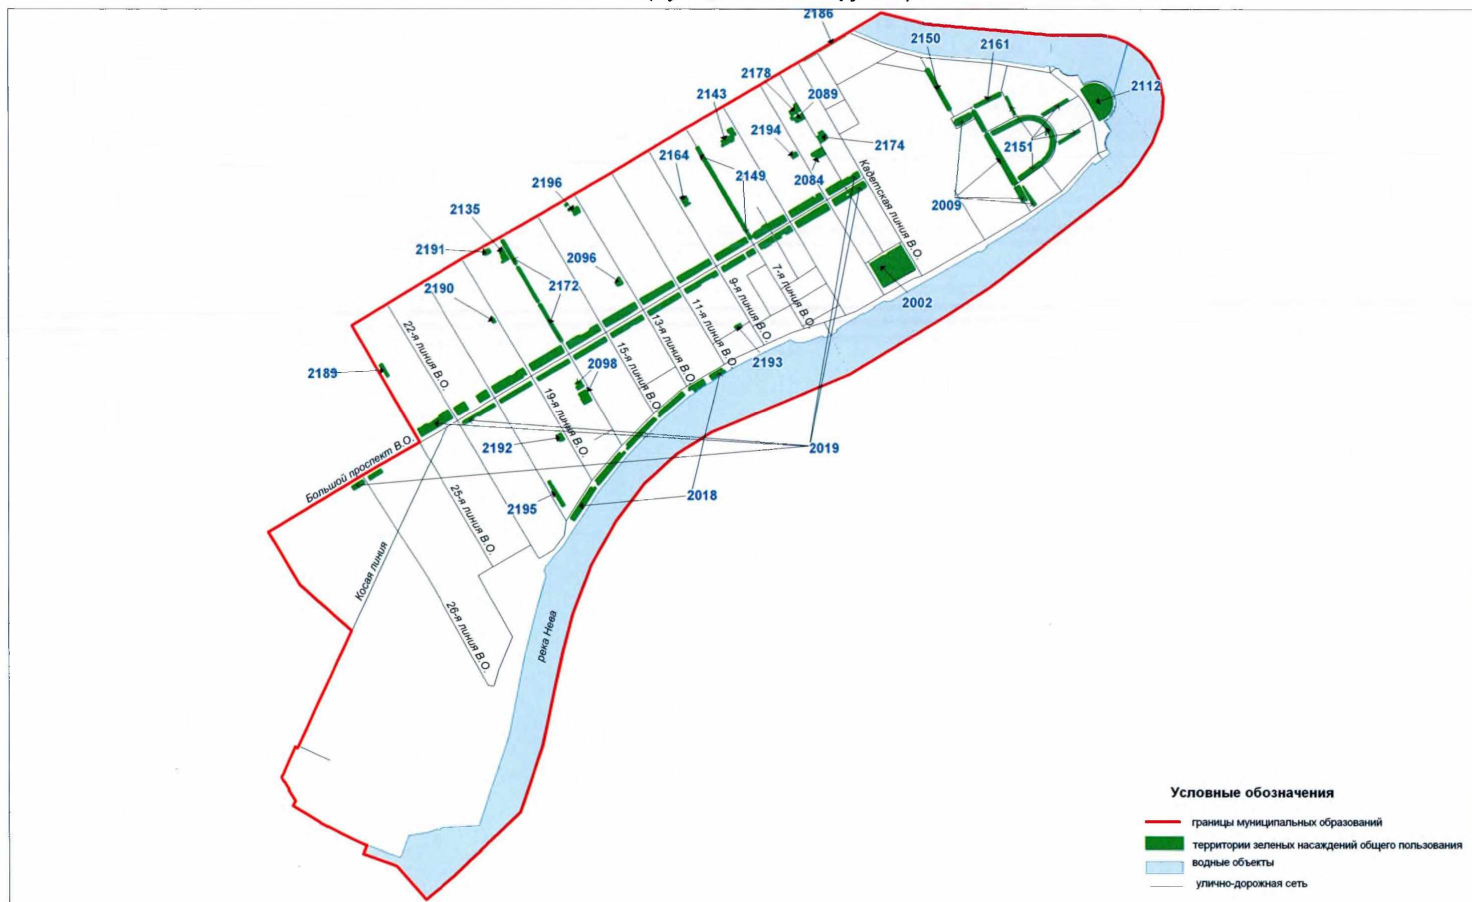 2186
2150
2161
2178
2089
2112
2143
2194
2174
2164
2149
2084
2151
2196
2009
2135
Кадетская линия В.О.
2191
2096
2172
2190
2002
7-я линия В.О.
9-я линия В.О.
11-я линия В.О.
13-я линия В.О.
15-я линия В.О.
22-я линия В.О.
2193
2189
2098
19-я линия В.О.
2192
2019
Большой проспект В.О.
2018
2195
25-я линия В.О.
Косая линия
26-я линия В.О.
река Нева
Условные обозначения
границы муниципальных образований
территории зеленых насаждений общего пользования
водные объекты
улично-дорожная сеть